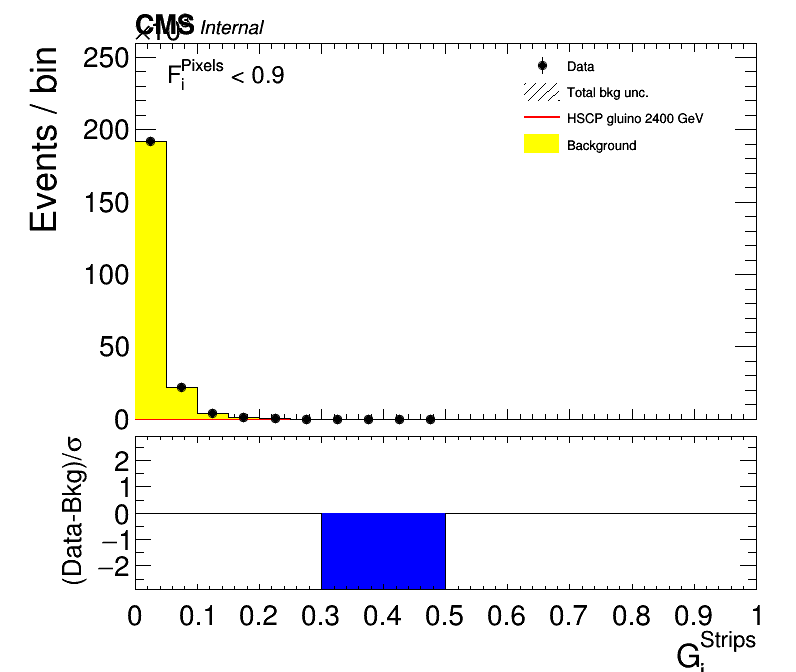 CMS Internal
×10³
Events / bin
250
200
150
100
50
0
F_i^Pixels < 0.9
Data
Total bkg unc.
HSCP gluino 2400 GeV
Background
(Data-Bkg)/σ
2
1
0
−1
−2
0 0.1 0.2 0.3 0.4 0.5 0.6 0.7 0.8 0.9 1
G_i^Strips